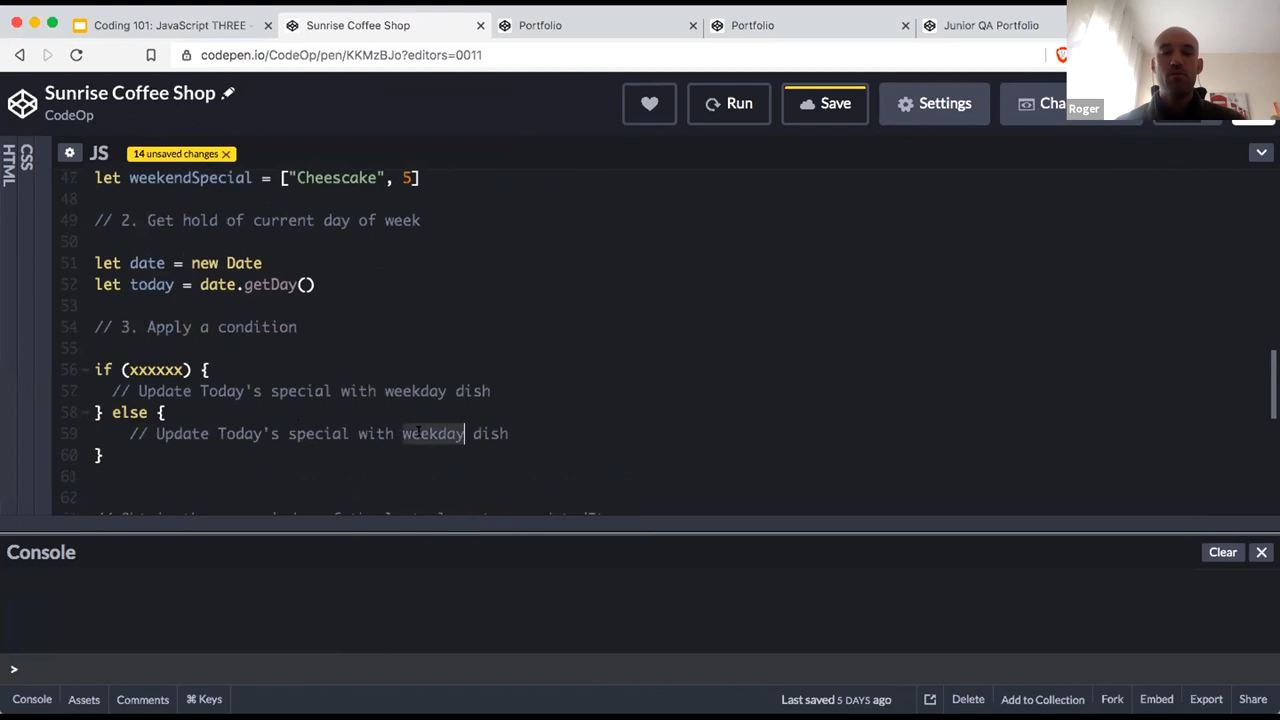 Coding 101: JavaScript THREE -
Sunrise Coffee Shop
Portfolio
Portfolio
Junior QA Portfolio
codepen.io/CodeOp/pen/KKMzBJo?editors=0011
Sunrise Coffee Shop
CodeOp
Run
Save
Settings
Cha
Roger
HTML
CSS
JS
14 unsaved changes
47 let weekendSpecial = ["Cheescake", 5]
48
49 // 2. Get hold of current day of week
50
51 let date = new Date
52 let today = date.getDay()
53
54 // 3. Apply a condition
55
56 if (xxxxxx) {
57 // Update Today's special with weekday dish
58 } else {
59 // Update Today's special with weekday dish
60 }
61
62
Console
Clear
>
Console
Assets
Comments
⌘ Keys
Last saved 5 DAYS ago
Delete
Add to Collection
Fork
Embed
Export
Share